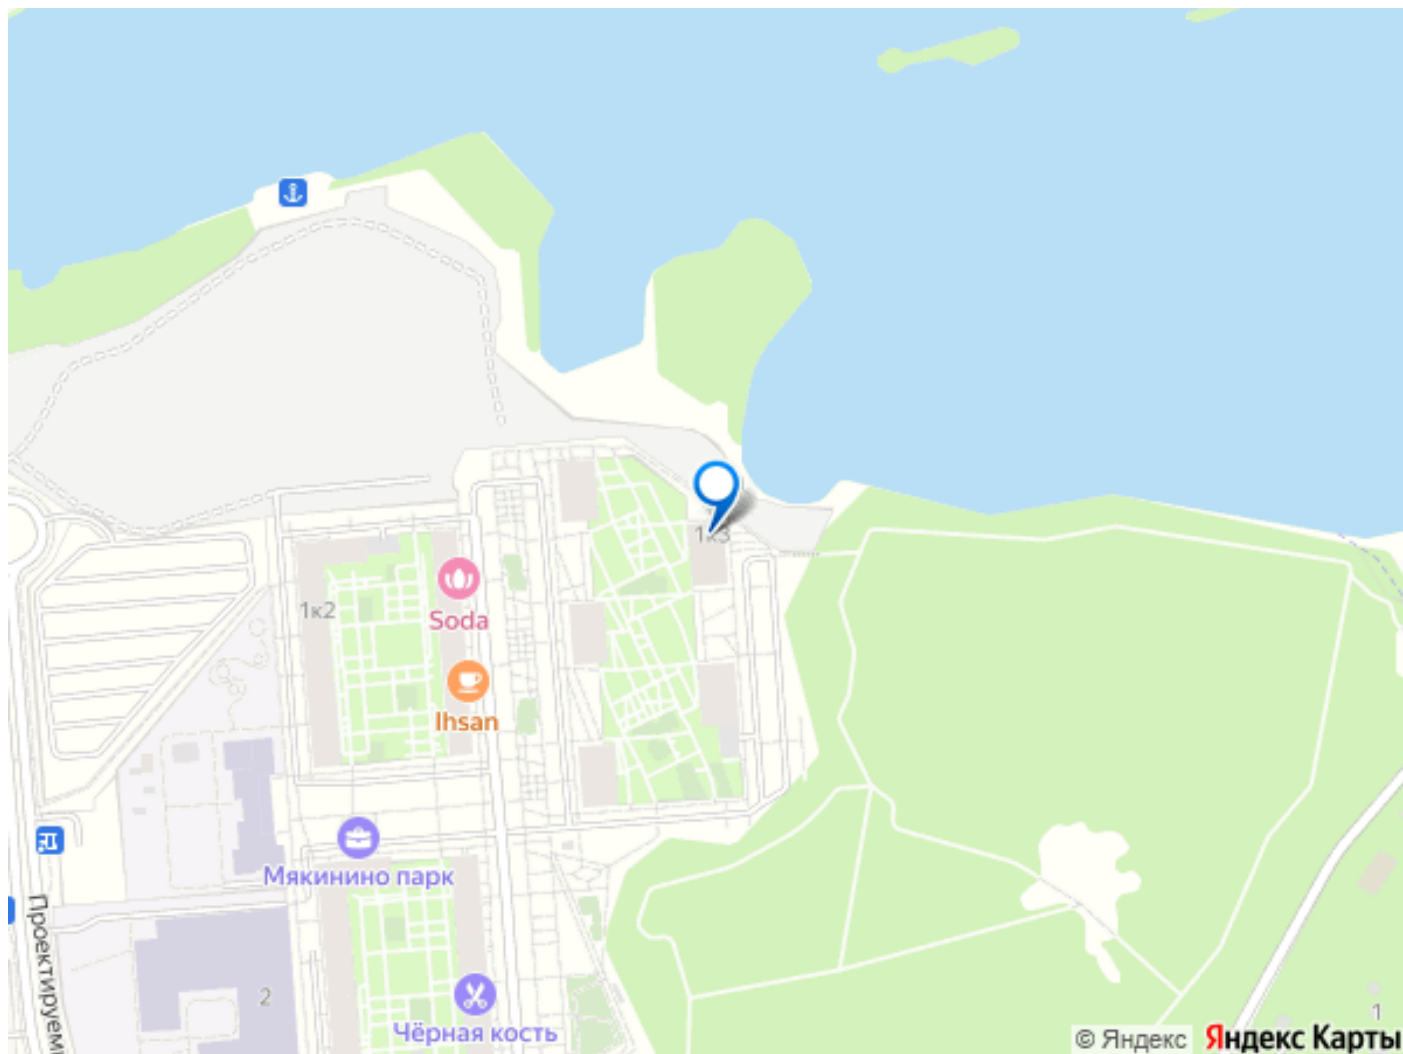 1к3
1к2
Soda
Ihsan
Мякинино парк
Проектируем
2
1
Чёрная кость
© Яндекс Яндекс Карты